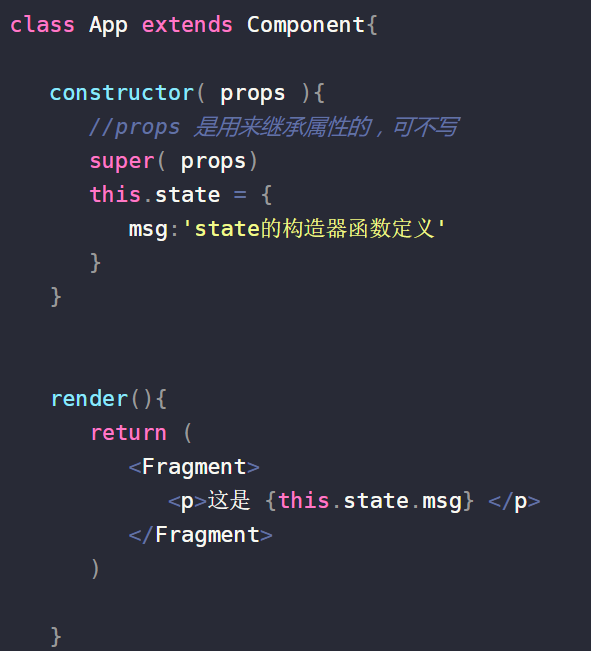 class App extends Component{
constructor( props ){
//props 是用来继承属性的，可不写
super( props)
this.state = {
msg:'state的构造器函数定义'
}
}
render(){
return (
<Fragment>
<p>这是 {this.state.msg} </p>
</Fragment>
)
}